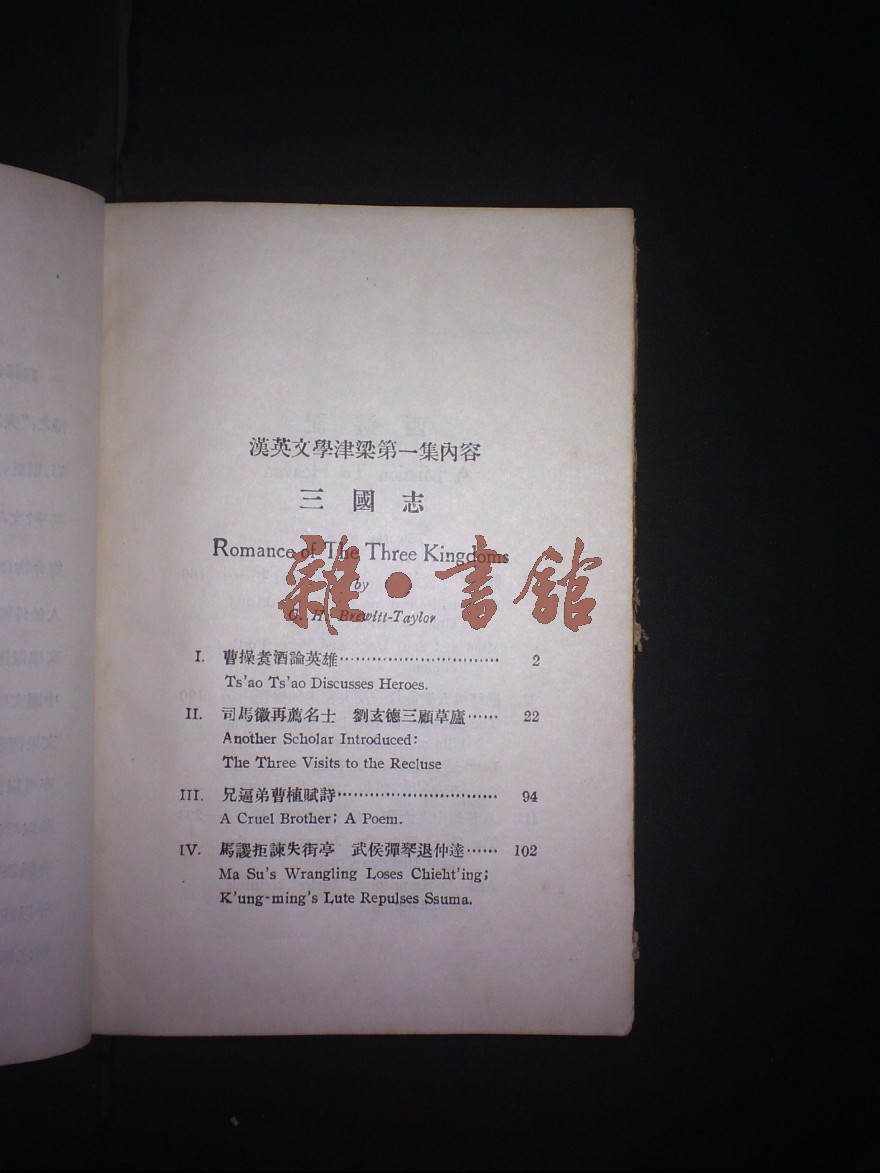 漢英文學津梁第一集內容
三國志
Romance of The Three Kingdoms
by
C. H. Brewitt-Taylor
雜·書館
I. 曹操煑酒論英雄 2
Ts'ao Ts'ao Discusses Heroes.
II. 司馬徽再薦名士 劉玄德三顧草廬 22
Another Scholar Introduced:
The Three Visits to the Recluse
III. 兄逼弟曹植賦詩 94
A Cruel Brother; A Poem.
IV. 馬謖拒諫失街亭 武侯彈琴退仲達 102
Ma Su's Wrangling Loses Chieht'ing;
K'ung-ming's Lute Repulses Ssuma.